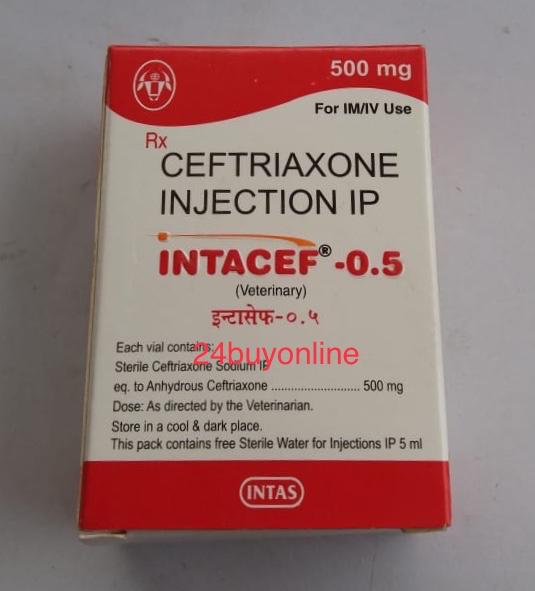 500 mg
For IM/IV Use
Rx
CEFTRIAXONE
INJECTION IP
INTACEF® -0.5
(Veterinary)
इन्टासेफ-०.५
Each vial contains:
24buyonline
Sterile Ceftriaxone Sodium IP
eq. to Anhydrous Ceftriaxone ........................... 500 mg
Dose: As directed by the Veterinarian.
Store in a cool & dark place.
This pack contains free Sterile Water for Injections IP 5 ml
INTAS